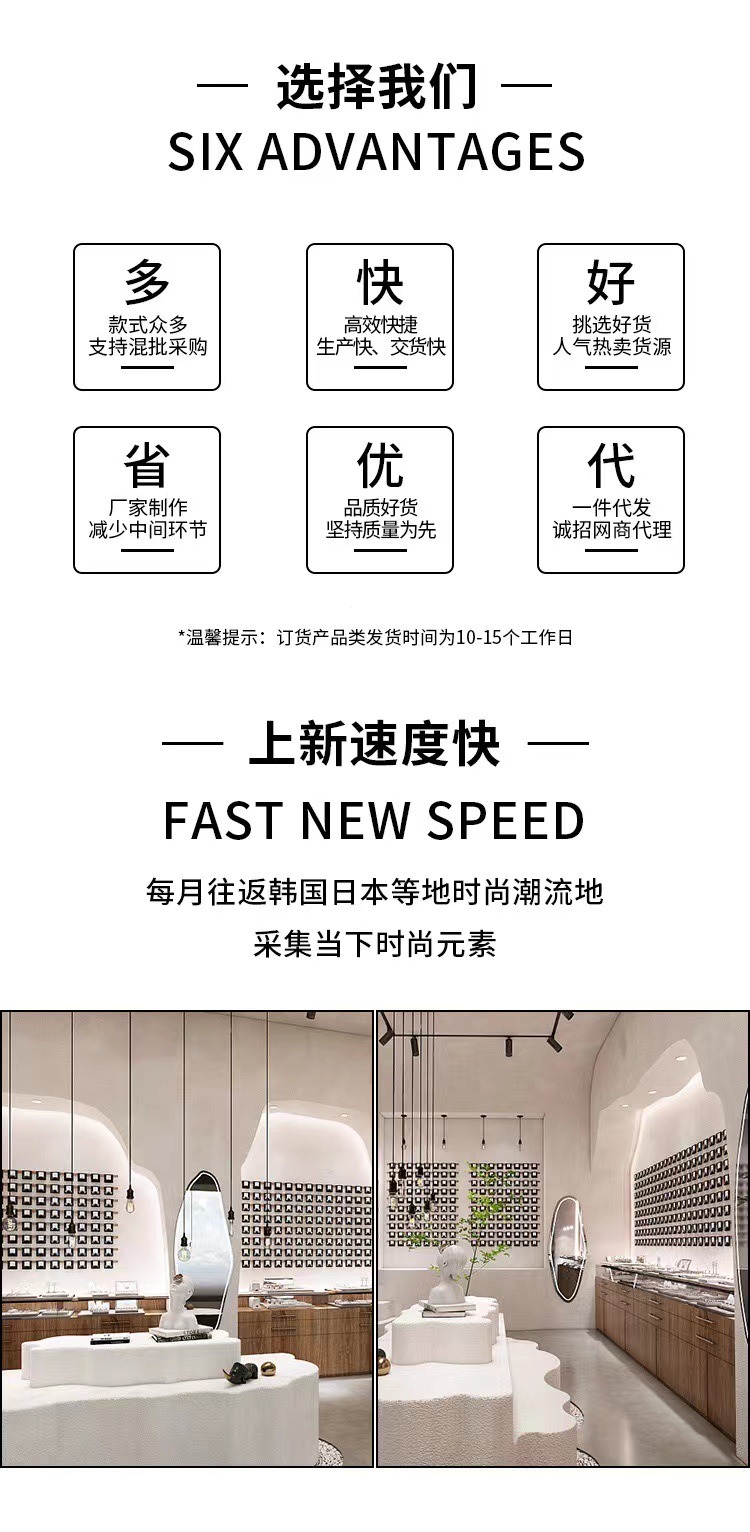 选择我们
SIX ADVANTAGES
多
款式众多
支持混批采购
快
高效快捷
生产快、交货快
好
挑选好货
人气热卖货源
省
厂家制作
减少中间环节
优
品质好货
坚持质量为先
代
一件代发
诚招网商代理
*温馨提示：订货产品类发货时间为10-15个工作日
上新速度快
FAST NEW SPEED
每月往返韩国日本等地时尚潮流地
采集当下时尚元素